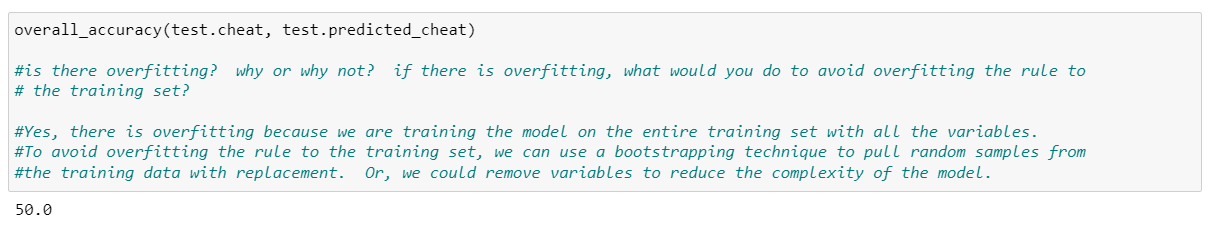 overall_accuracy(test.cheat, test.predicted_cheat)
#is there overfitting?  why or why not?  if there is overfitting, what would you do to avoid overfitting the rule to
# the training set?
#Yes, there is overfitting because we are training the model on the entire training set with all the variables.
#To avoid overfitting the rule to the training set, we can use a bootstrapping technique to pull random samples from
#the training data with replacement.  Or, we could remove variables to reduce the complexity of the model.
50.0